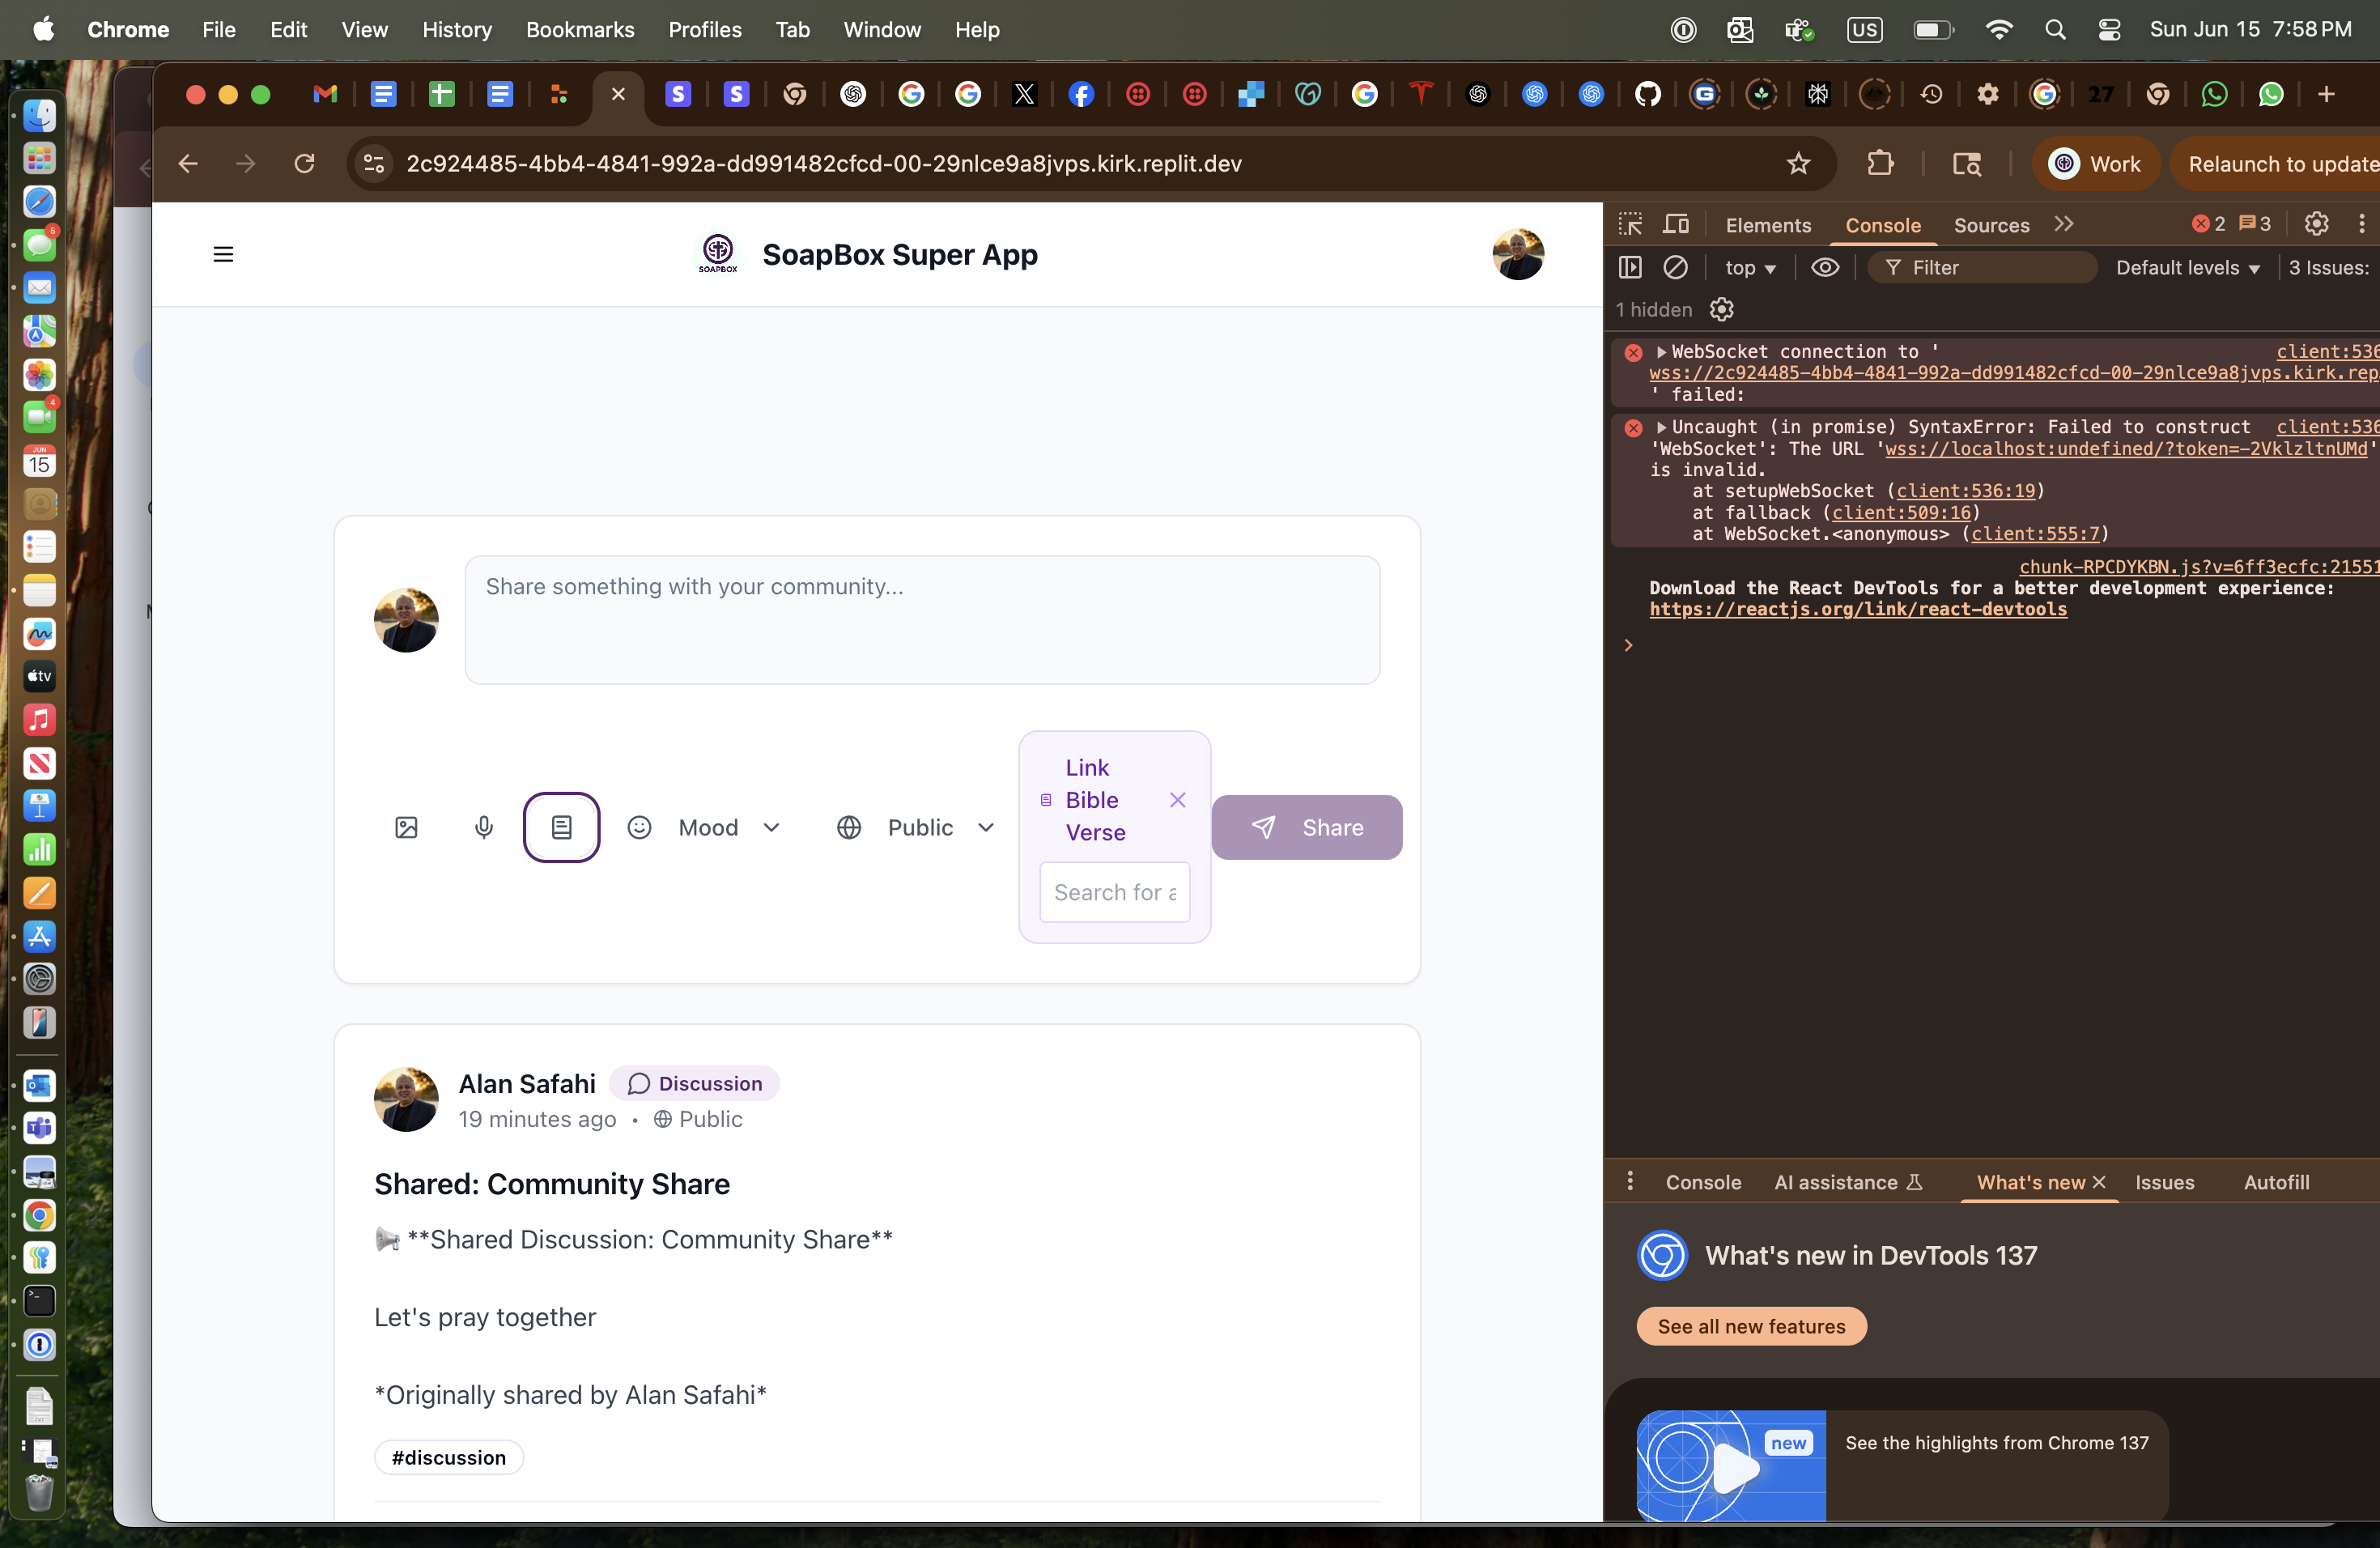 Chrome File Edit View History Bookmarks Profiles Tab Window Help US Sun Jun 15 7:58 PM
27
2c924485-4bb4-4841-992a-dd991482cfcd-00-29nlce9a8jvps.kirk.replit.dev Work Relaunch to update
SOAPBOX SoapBox Super App
Share something with your community...
Mood Public
Link
Bible
Verse
Search for a
Share
Alan Safahi Discussion
19 minutes ago • Public
Shared: Community Share
**Shared Discussion: Community Share**
Let's pray together
*Originally shared by Alan Safahi*
#discussion
Elements Console Sources 2 3
top Filter Default levels 3 Issues:
1 hidden
WebSocket connection to ' client:536
wss://2c924485-4bb4-4841-992a-dd991482cfcd-00-29nlce9a8jvps.kirk.rep
' failed:
Uncaught (in promise) SyntaxError: Failed to construct client:536
'WebSocket': The URL 'wss://localhost:undefined/?token=-2VklzltnUMd'
is invalid.
at setupWebSocket (client:536:19)
at fallback (client:509:16)
at WebSocket.<anonymous> (client:555:7)
chunk-RPCDYKBN.js?v=6ff3ecfc:21551
Download the React DevTools for a better development experience:
https://reactjs.org/link/react-devtools
Console AI assistance What's new Issues Autofill
What's new in DevTools 137
See all new features
new
See the highlights from Chrome 137
5
4
JUN
15
tv